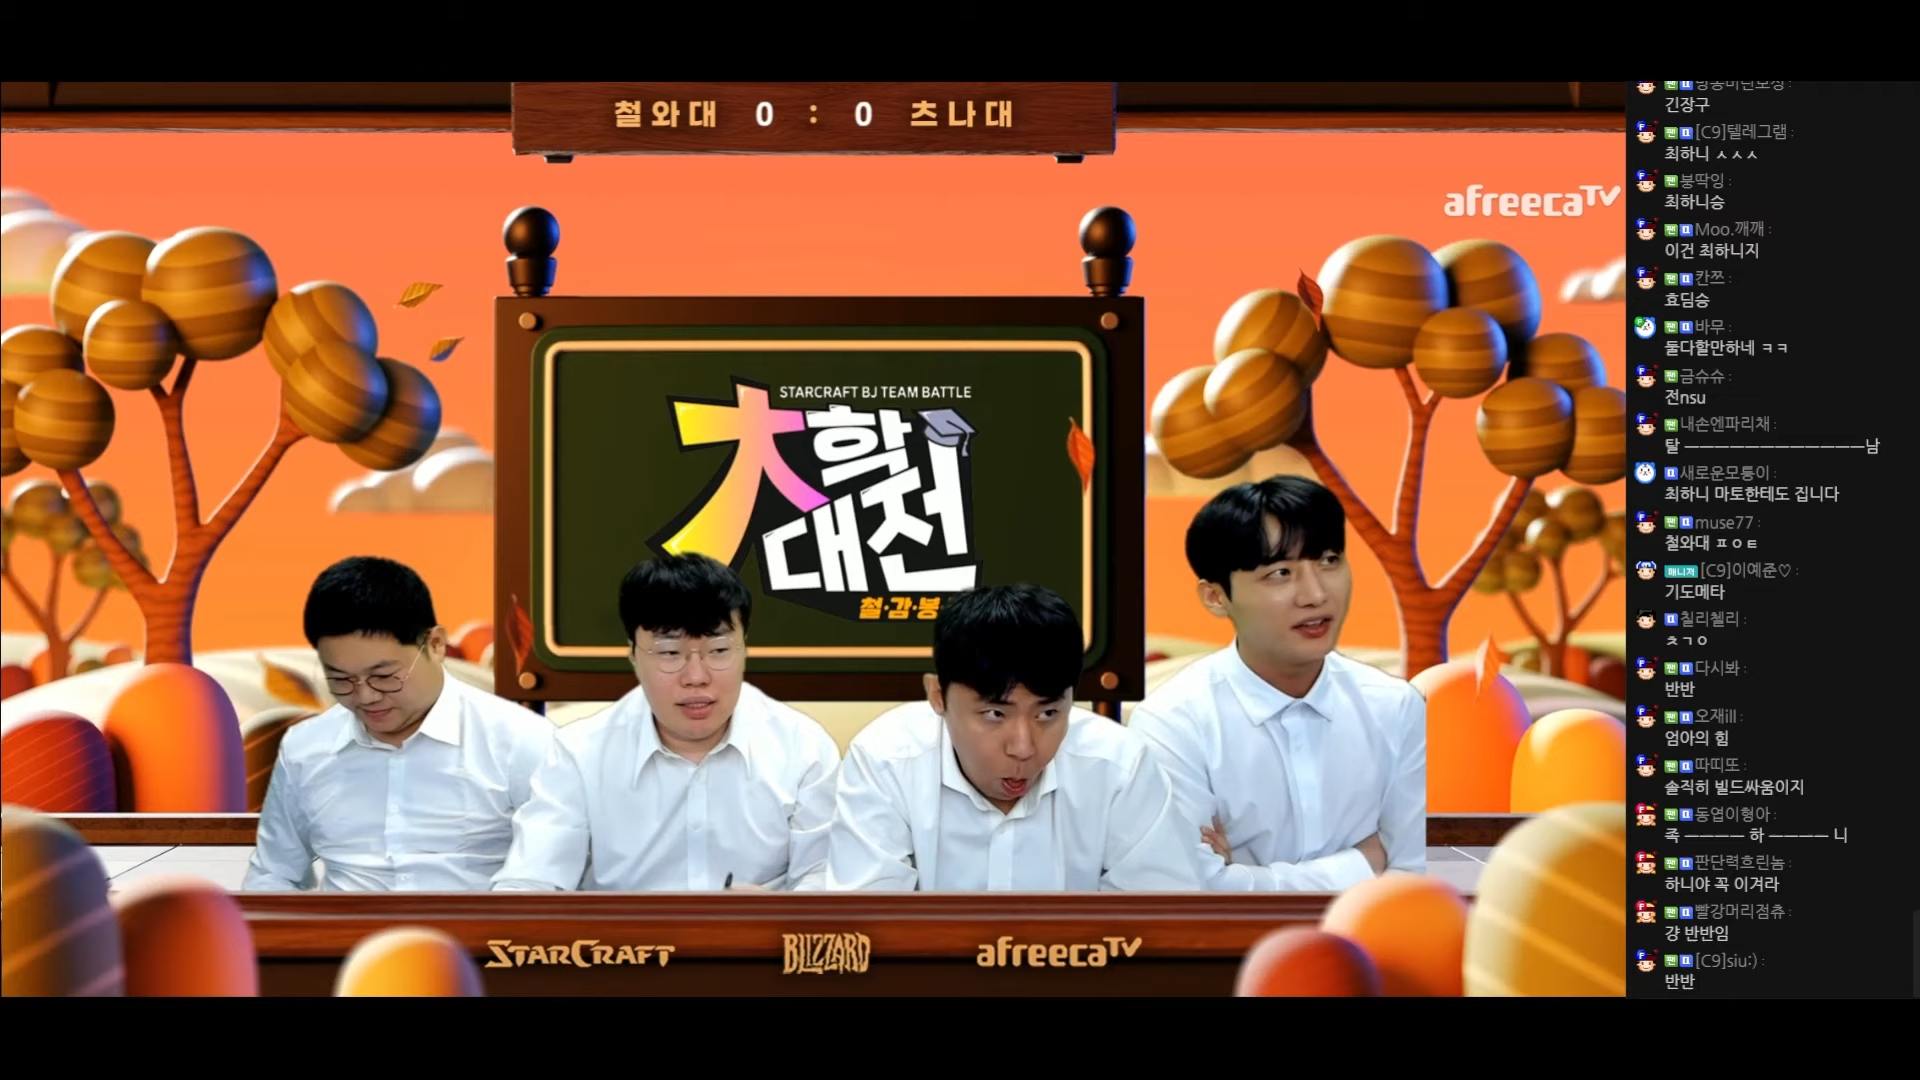 철와대 0 : 0 츠나대
afreecaTV
STARCRAFT BJ TEAM BATTLE
大학
대전
철·감·봉
STARCRAFT
BLIZZARD
afreecaTV
긴장구
[C9]텔레그램 :
최하니 ㅅㅅㅅ
붕딱잉 :
최하니승
Moo.깨깨 :
이건 최하니지
칸쯔 :
효딤승
바무 :
둘다할만하네 ㅋㅋ
금슈슈 :
전nsu
내손엔파리채 :
탈 ────────────남
새로운모퉁이 :
최하니 마토한테도 집니다
muse77 :
철와대 ㅍㅇㅌ
매니저 [C9]이예준♡ :
기도메타
칠리첼리 :
ㅊㄱㅇ
다시봐 :
반반
오재ill :
엄아의 힘
따띠또 :
솔직히 빌드싸움이지
동엽이형아 :
족 ──── 하 ──── 니
판단력흐린놈 :
하니야 꼭 이겨라
빨강머리점츄 :
걍 반반임
[C9]siu:) :
반반